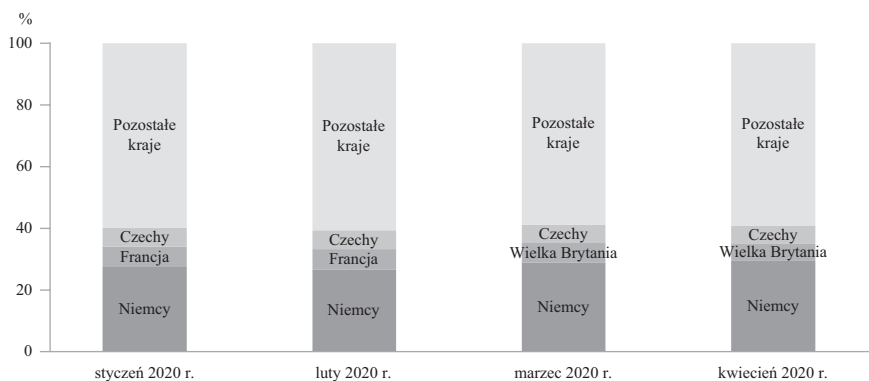 %
100
80
60
40
20
0
Pozostałe
kraje
Czechy
Francja
Niemcy
Pozostałe
kraje
Czechy
Francja
Niemcy
Pozostałe
kraje
Czechy
Wielka Brytania
Niemcy
Pozostałe
kraje
Czechy
Wielka Brytania
Niemcy
styczeń 2020 r.
luty 2020 r.
marzec 2020 r.
kwiecień 2020 r.